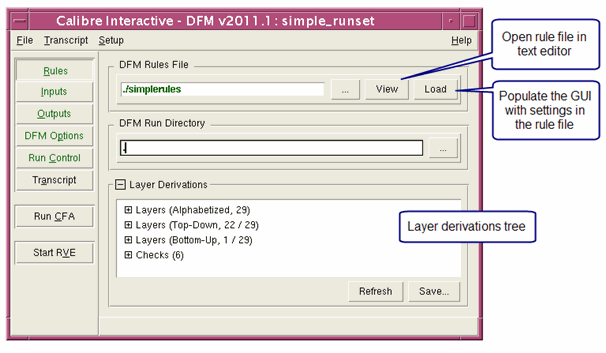 Calibre Interactive - DFM v2011.1 : simple_runset
File Transcript Setup Help
Rules
Inputs
Outputs
DFM Options
Run Control
Transcript
Run CFA
Start RVE
DFM Rules File
./simplerules ... View Load
DFM Run Directory
. ...
Layer Derivations
Layers (Alphabetized, 29)
Layers (Top-Down, 22 / 29)
Layers (Bottom-Up, 1 / 29)
Checks (6)
Refresh Save...
Open rule file in
text editor
Populate the GUI
with settings in
the rule file
Layer derivations tree